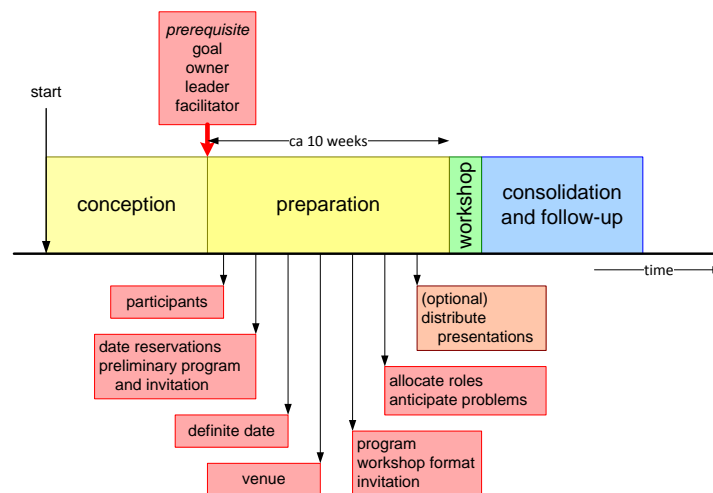 prerequisite
goal
owner
leader
facilitator
start
ca 10 weeks
conception
preparation
workshop
consolidation
and follow-up
time
participants
(optional)
distribute
presentations
date reservations
preliminary program
and invitation
allocate roles
anticipate problems
definite date
program
workshop format
invitation
venue